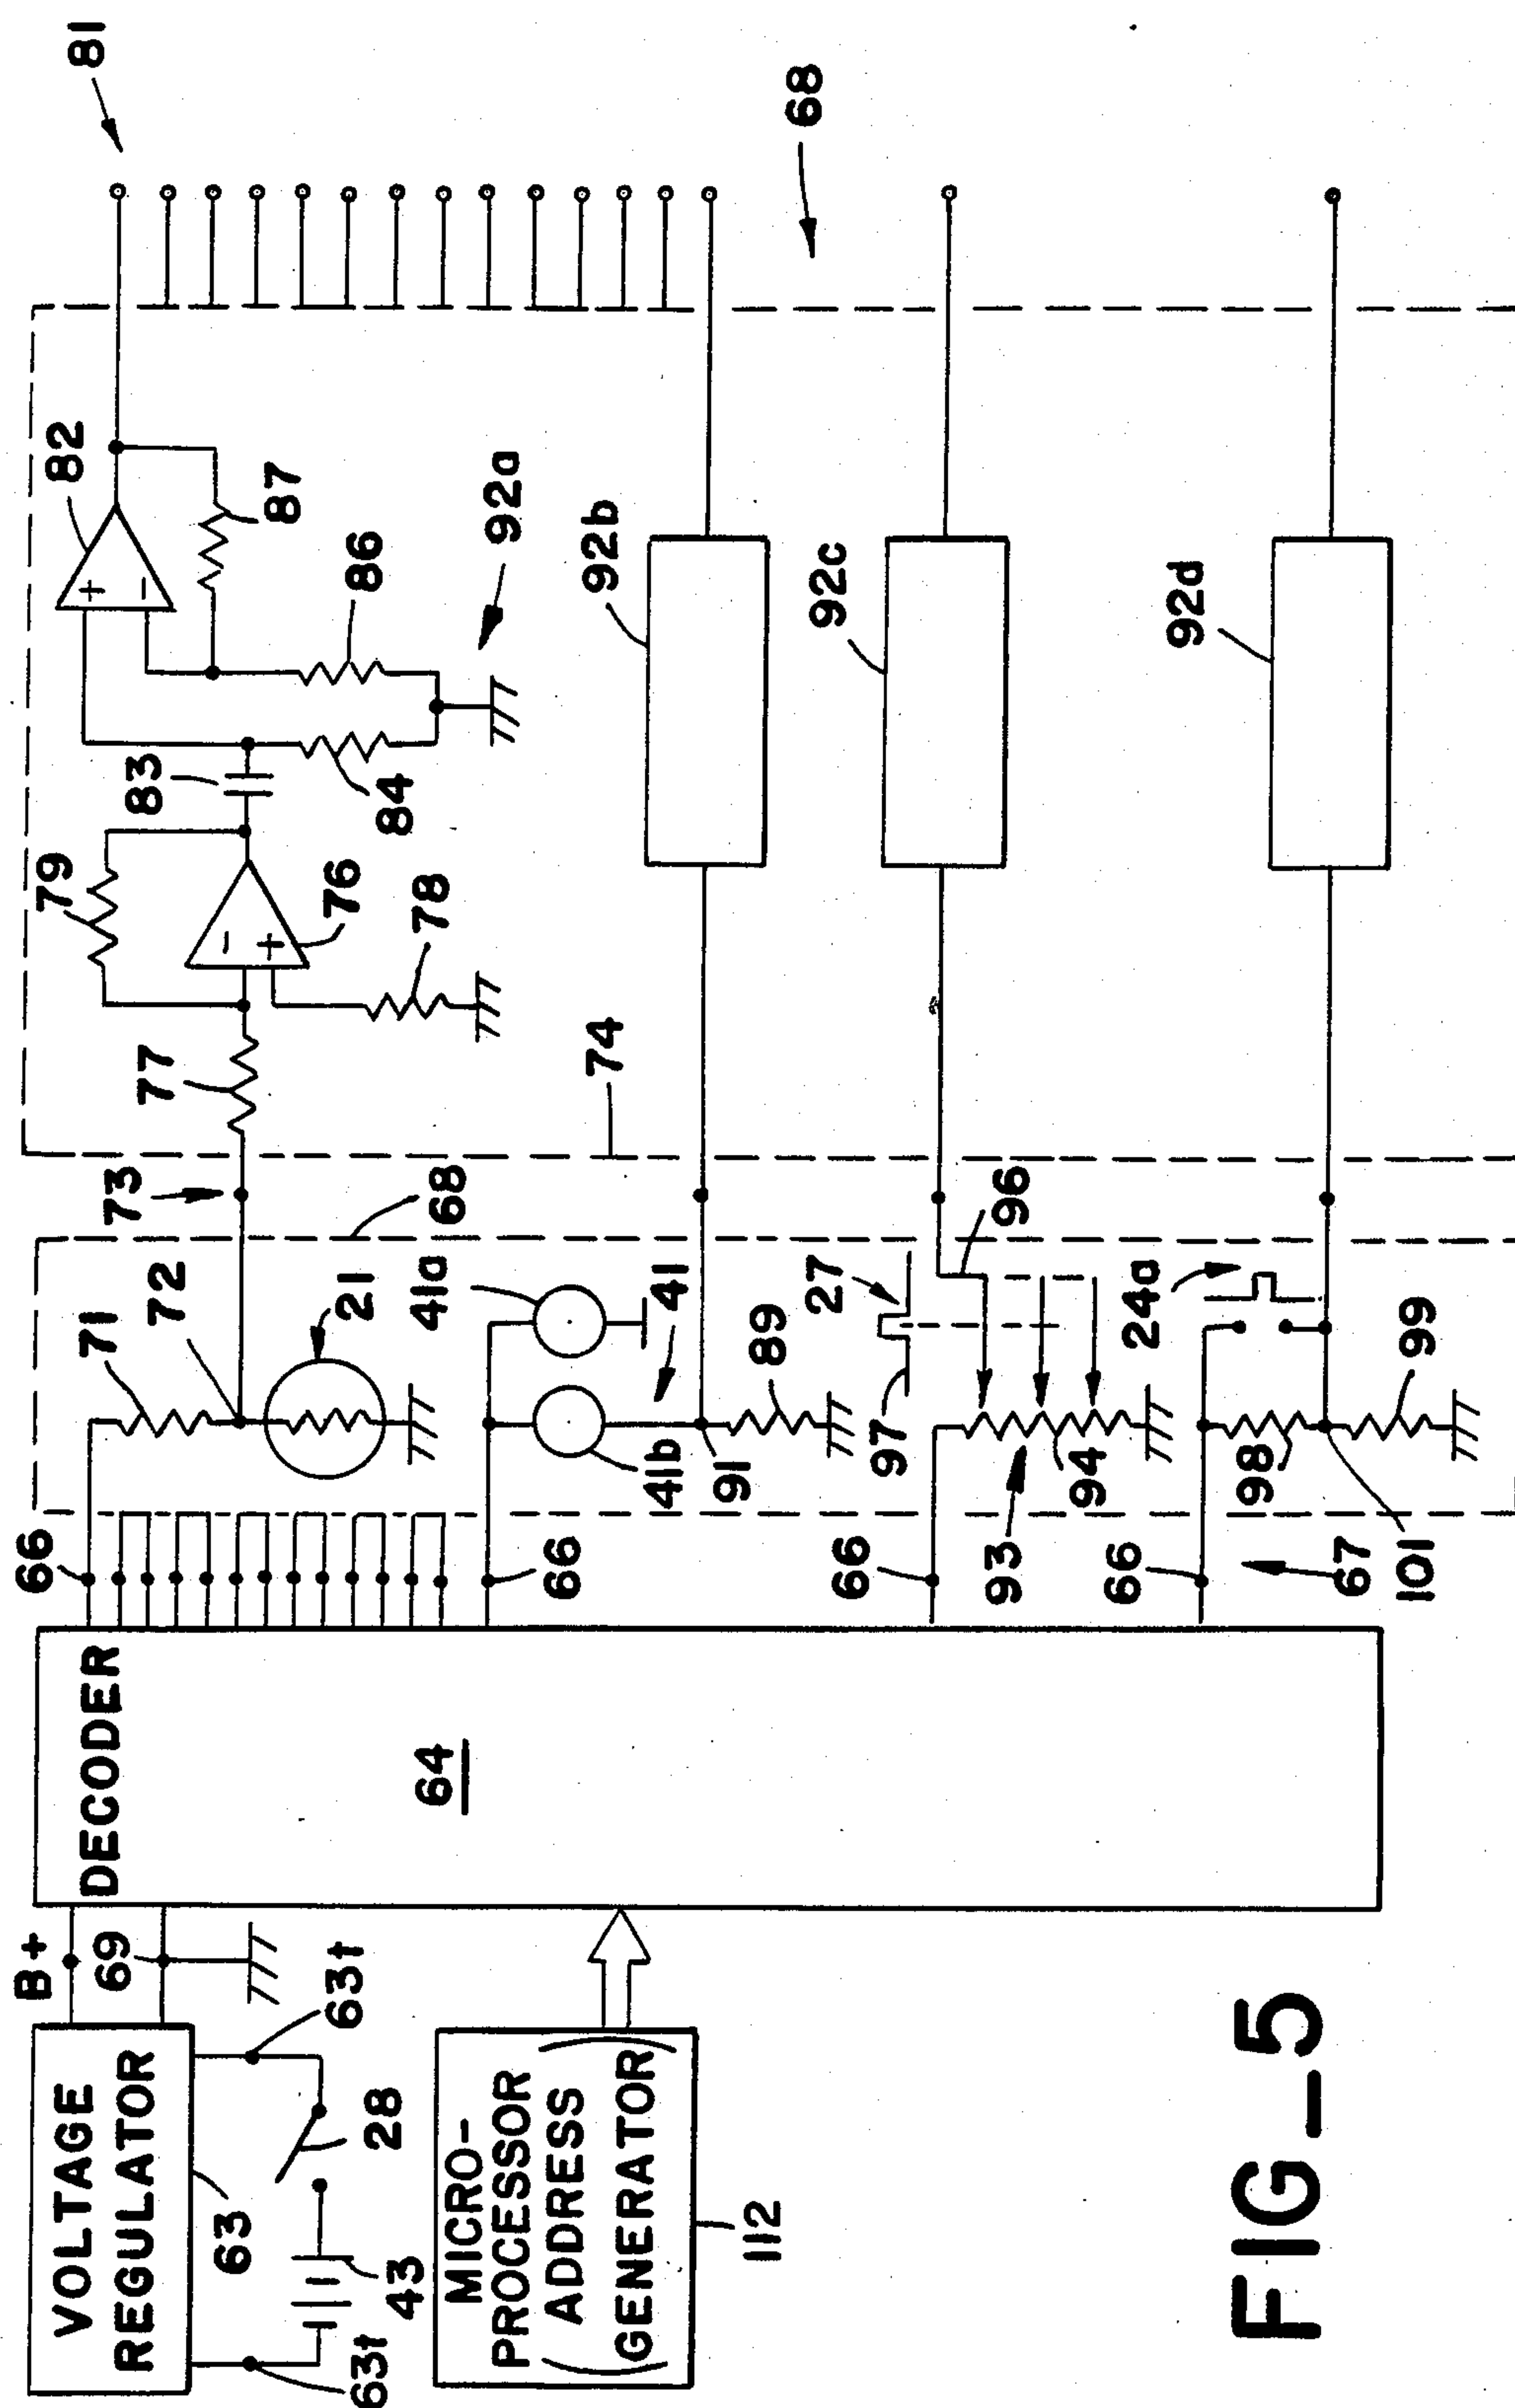 VOLTAGE
REGULATOR
63
63t
63t
28
43
B+
69
MICRO-
PROCESSOR
(ADDRESS
GENERATOR)
112
DECODER
64
66
66
66
66
67
71
72
21
68
73
41a
41b
41
91
89
27
97
93
94
96
24a
98
99
101
74
77
79
76
78
83
84
82
87
86
92a
92b
92c
92d
81
68
FIG_5